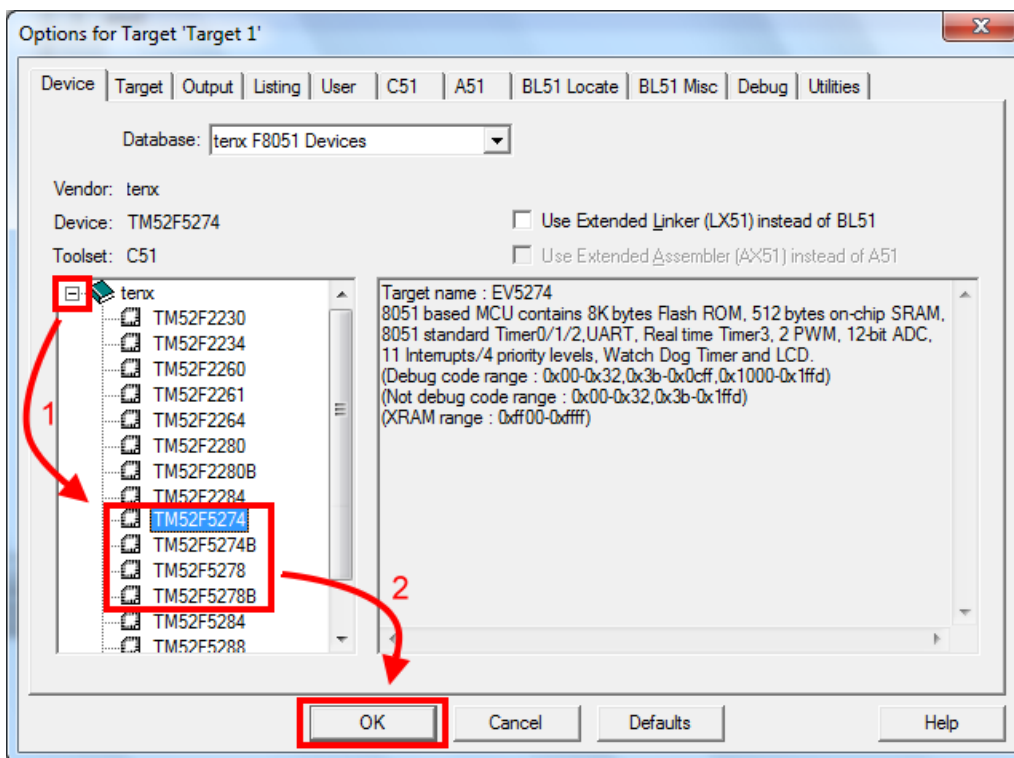 Options for Target 'Target 1'
Device Target Output Listing User C51 A51 BL51 Locate BL51 Misc Debug Utilities
Database: tenx F8051 Devices
Vendor: tenx
Device: TM52F5274
Use Extended Linker (LX51) instead of BL51
Toolset: C51
Use Extended Assembler (AX51) instead of A51
tenx
TM52F2230
TM52F2234
TM52F2260
TM52F2261
TM52F2264
TM52F2280
TM52F2280B
TM52F2284
TM52F5274
TM52F5274B
TM52F5278
TM52F5278B
TM52F5284
TM52F5288
1
Target name : EV5274
8051 based MCU contains 8K bytes Flash ROM, 512 bytes on-chip SRAM,
8051 standard Timer0/1/2,UART, Real time Timer3, 2 PWM, 12-bit ADC,
11 Interrupts/4 priority levels, Watch Dog Timer and LCD.
(Debug code range : 0x00-0x32,0x3b-0x0cff,0x1000-0x1ffd)
(Not debug code range : 0x00-0x32,0x3b-0x1ffd)
(XRAM range : 0xff00-0xffff)
2
OK Cancel Defaults Help